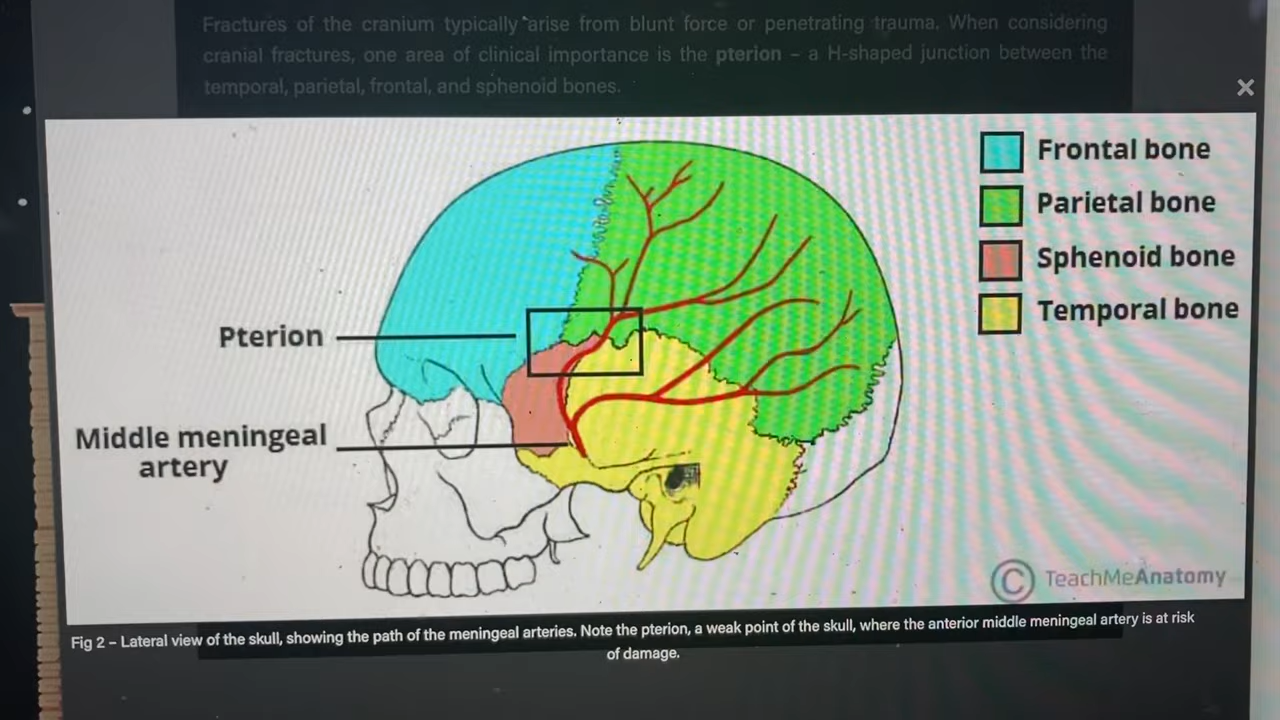 Fractures of the cranium typically arise from blunt force or penetrating trauma. When considering
cranial fractures, one area of clinical importance is the pterion – a H-shaped junction between the
temporal, parietal, frontal, and sphenoid bones.
×
Frontal bone
Parietal bone
Sphenoid bone
Temporal bone
Pterion
Middle meningeal
artery
© TeachMeAnatomy
Fig 2 – Lateral view of the skull, showing the path of the meningeal arteries. Note the pterion, a weak point of the skull, where the anterior middle meningeal artery is at risk
of damage.